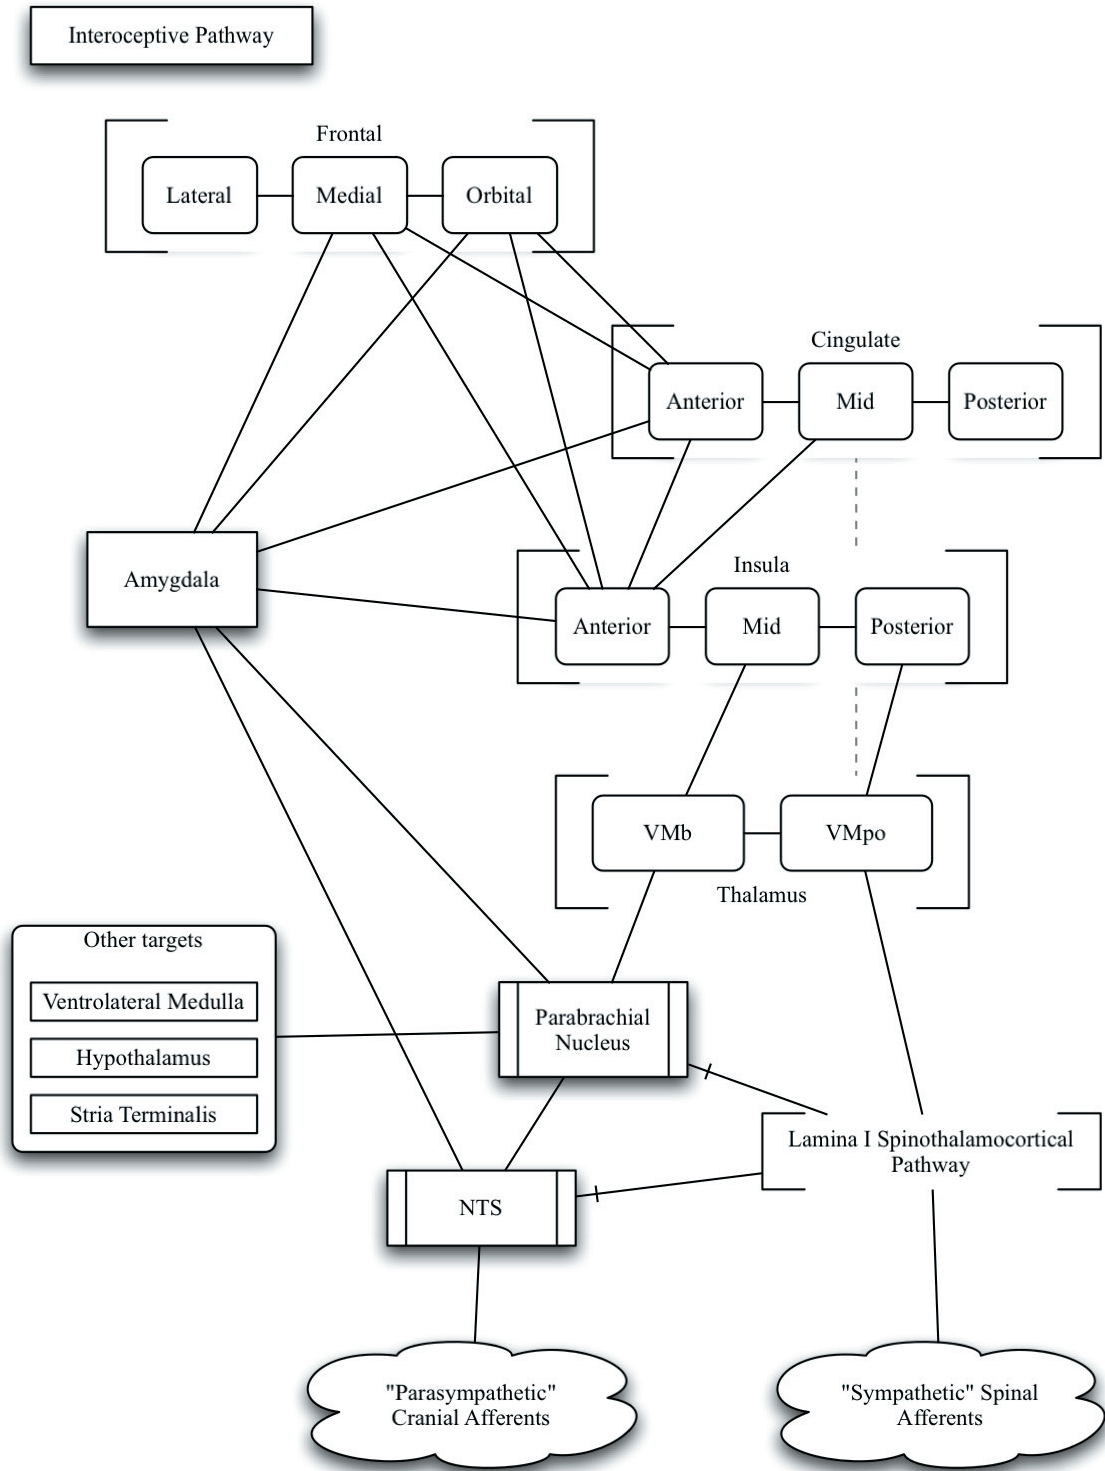 Interoceptive Pathway
Frontal
Lateral
Medial
Orbital
Cingulate
Anterior
Mid
Posterior
Amygdala
Insula
Anterior
Mid
Posterior
VMb
VMpo
Thalamus
Other targets
Ventrolateral Medulla
Hypothalamus
Stria Terminalis
Parabrachial
Nucleus
Lamina I Spinothalamocortical
Pathway
NTS
"Parasympathetic"
Cranial Afferents
"Sympathetic" Spinal
Afferents